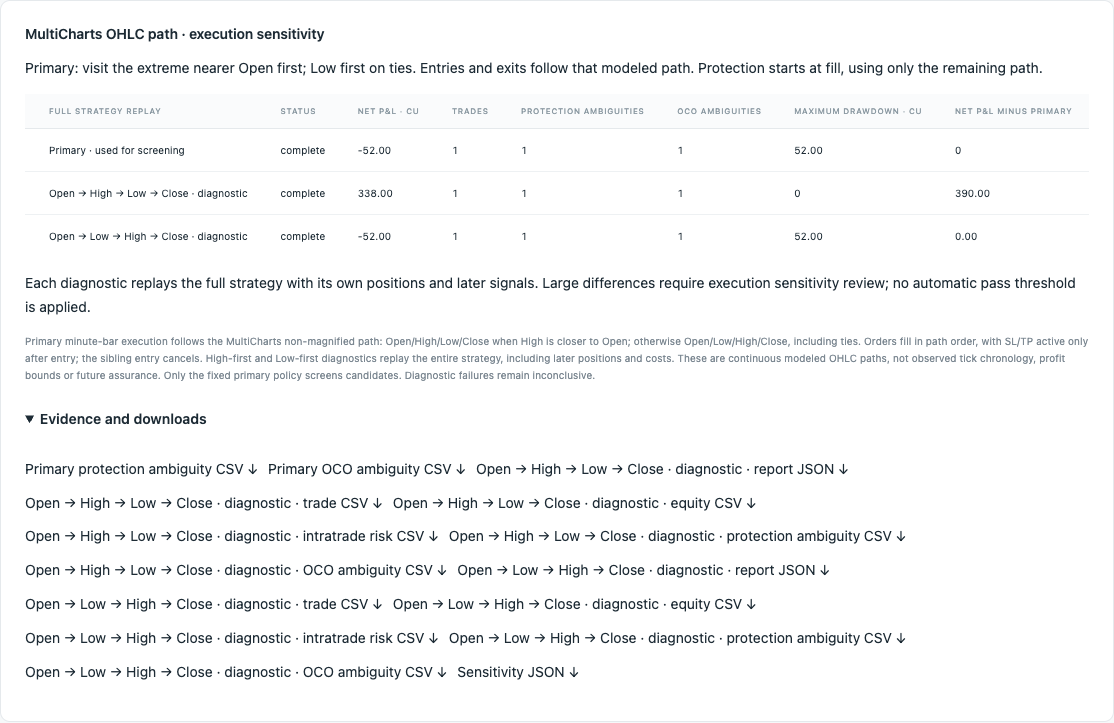 MultiCharts OHLC path · execution sensitivity
Primary: visit the extreme nearer Open first; Low first on ties. Entries and exits follow that modeled path. Protection starts at fill, using only the remaining path.
FULL STRATEGY REPLAY STATUS NET P&L · CU TRADES PROTECTION AMBIGUITIES OCO AMBIGUITIES MAXIMUM DRAWDOWN · CU NET P&L MINUS PRIMARY
Primary · used for screening complete -52.00 1 1 1 52.00 0
Open → High → Low → Close · diagnostic complete 338.00 1 1 1 0 390.00
Open → Low → High → Close · diagnostic complete -52.00 1 1 1 52.00 0.00
Each diagnostic replays the full strategy with its own positions and later signals. Large differences require execution sensitivity review; no automatic pass threshold
is applied.
Primary minute-bar execution follows the MultiCharts non-magnified path: Open/High/Low/Close when High is closer to Open; otherwise Open/Low/High/Close, including ties. Orders fill in path order, with SL/TP active only
after entry; the sibling entry cancels. High-first and Low-first diagnostics replay the entire strategy, including later positions and costs. These are continuous modeled OHLC paths, not observed tick chronology, profit
bounds or future assurance. Only the fixed primary policy screens candidates. Diagnostic failures remain inconclusive.
▼ Evidence and downloads
Primary protection ambiguity CSV ↓ Primary OCO ambiguity CSV ↓ Open → High → Low → Close · diagnostic · report JSON ↓
Open → High → Low → Close · diagnostic · trade CSV ↓ Open → High → Low → Close · diagnostic · equity CSV ↓
Open → High → Low → Close · diagnostic · intratrade risk CSV ↓ Open → High → Low → Close · diagnostic · protection ambiguity CSV ↓
Open → High → Low → Close · diagnostic · OCO ambiguity CSV ↓ Open → Low → High → Close · diagnostic · report JSON ↓
Open → Low → High → Close · diagnostic · trade CSV ↓ Open → Low → High → Close · diagnostic · equity CSV ↓
Open → Low → High → Close · diagnostic · intratrade risk CSV ↓ Open → Low → High → Close · diagnostic · protection ambiguity CSV ↓
Open → Low → High → Close · diagnostic · OCO ambiguity CSV ↓ Sensitivity JSON ↓